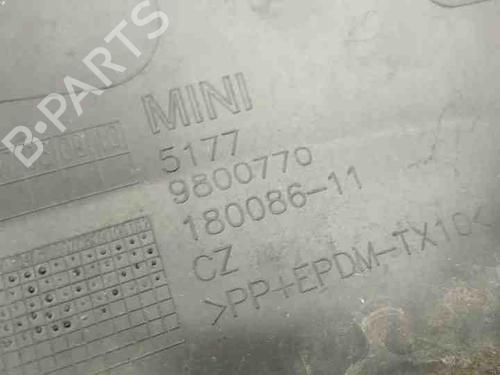 B-PARTS
MINI
5177
9800770
180086-11
CZ
>PP+EPDM-TX10<